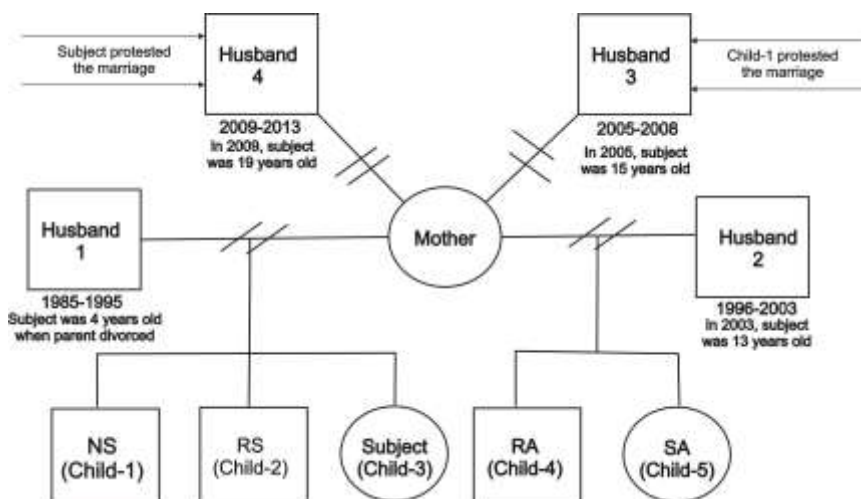 Subject protested
the marriage
Husband
4
2009-2013
In 2009, subject
was 19 years old
Husband
3
2005-2008
In 2005, subject
was 15 years old
Child-1 protested
the marriage
Husband
1
1985-1995
Subject was 4 years old
when parent divorced
Mother
Husband
2
1996-2003
In 2003, subject
was 13 years old
NS
(Child-1)
RS
(Child-2)
Subject
(Child-3)
RA
(Child-4)
SA
(Child-5)